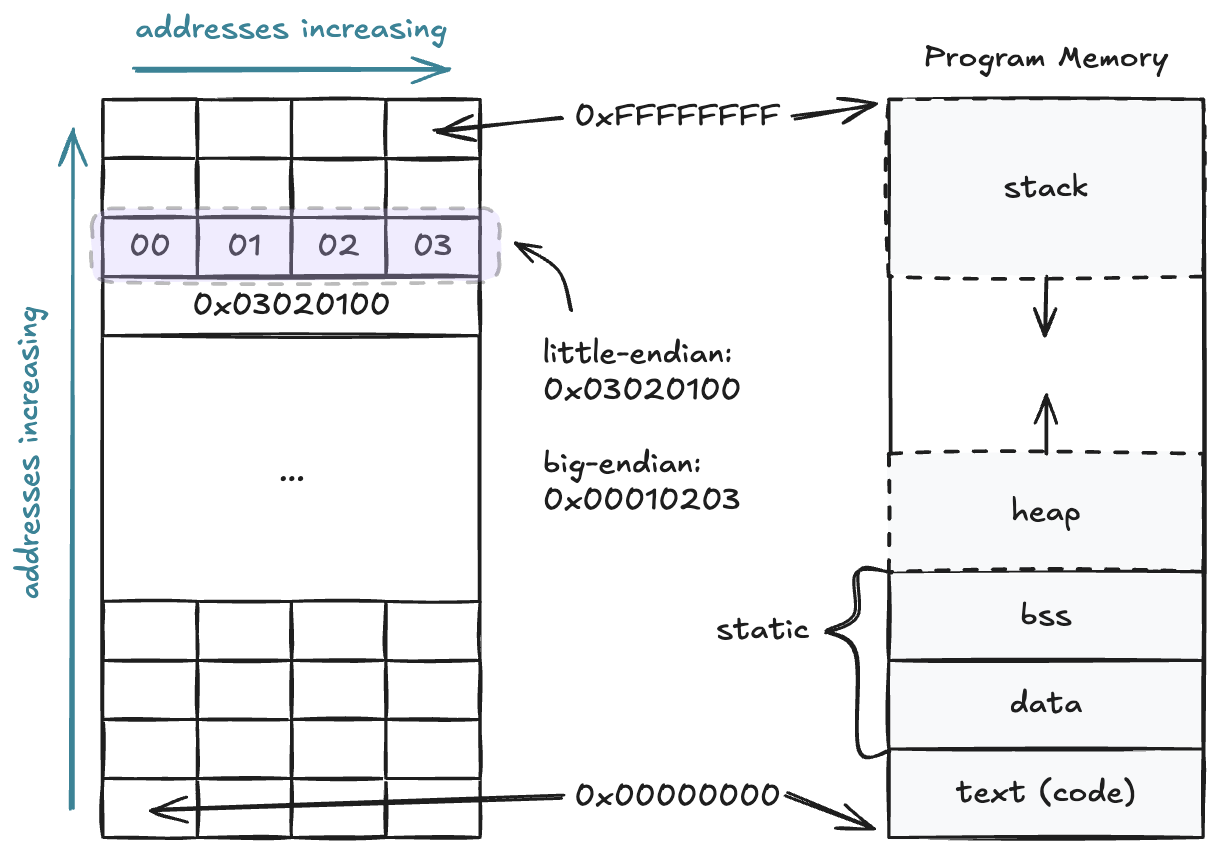 addresses increasing
Program Memory
0xFFFFFFFF
stack
00 01 02 03
0x03020100
little-endian:
0x03020100
addresses increasing
big-endian:
0x00010203
...
heap
static
bss
data
0x00000000
text (code)